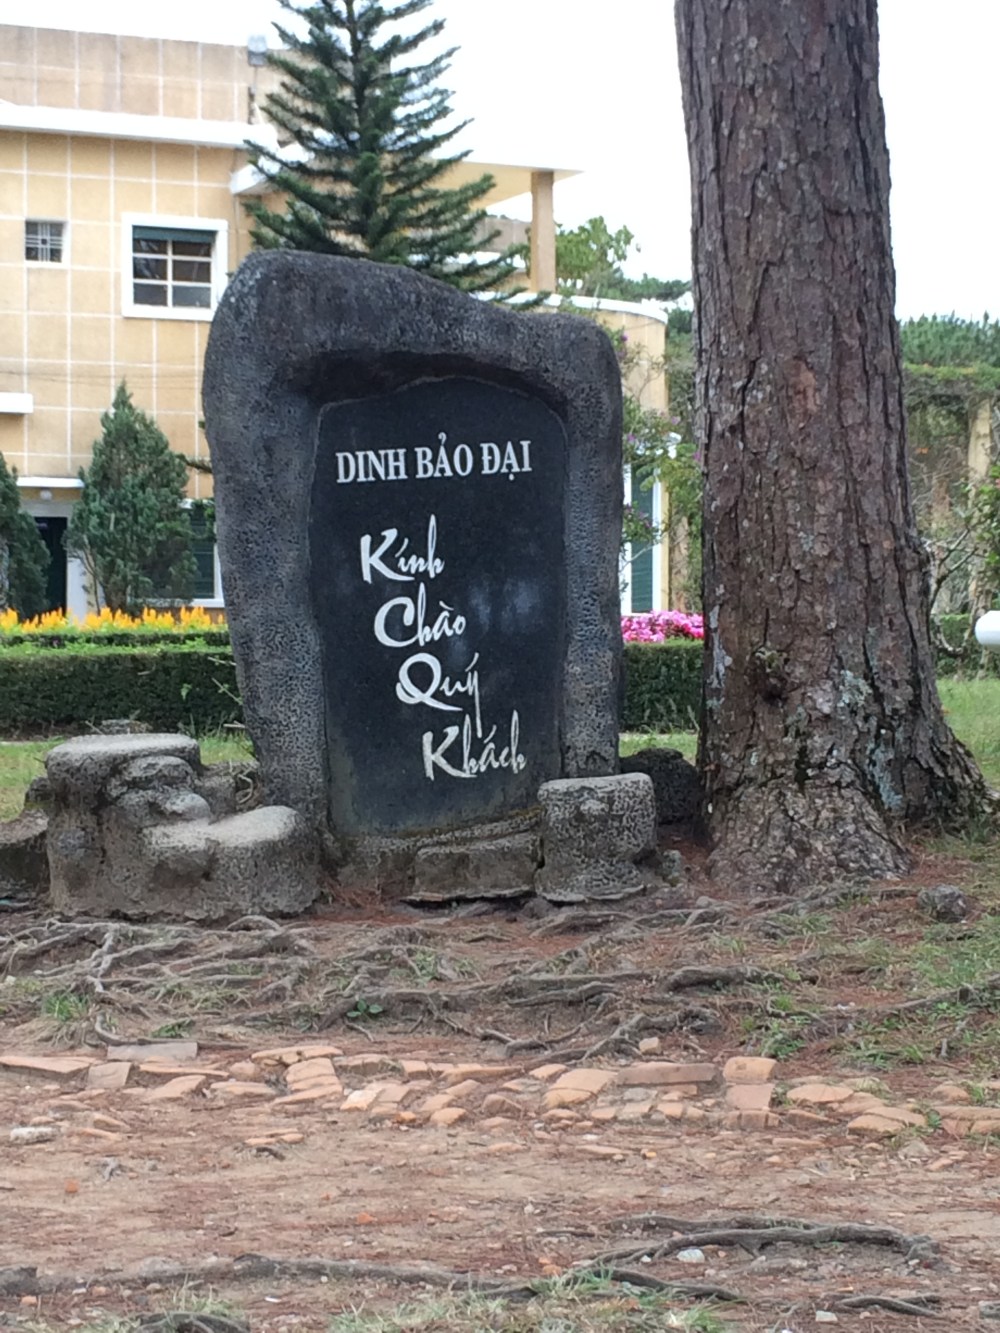 DINH BẢO ĐẠI
Kính
Chào
Quý
Khách